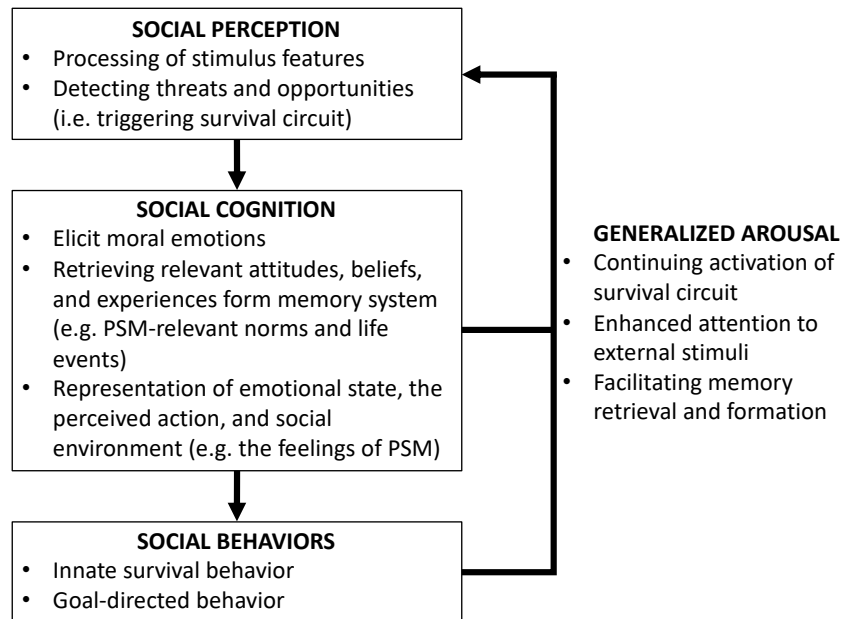 SOCIAL PERCEPTION
• Processing of stimulus features
• Detecting threats and opportunities
(i.e. triggering survival circuit)
SOCIAL COGNITION
• Elicit moral emotions
• Retrieving relevant attitudes, beliefs,
and experiences form memory system
(e.g. PSM-relevant norms and life
events)
• Representation of emotional state, the
perceived action, and social
environment (e.g. the feelings of PSM)
SOCIAL BEHAVIORS
• Innate survival behavior
• Goal-directed behavior
GENERALIZED AROUSAL
• Continuing activation of
survival circuit
• Enhanced attention to
external stimuli
• Facilitating memory
retrieval and formation